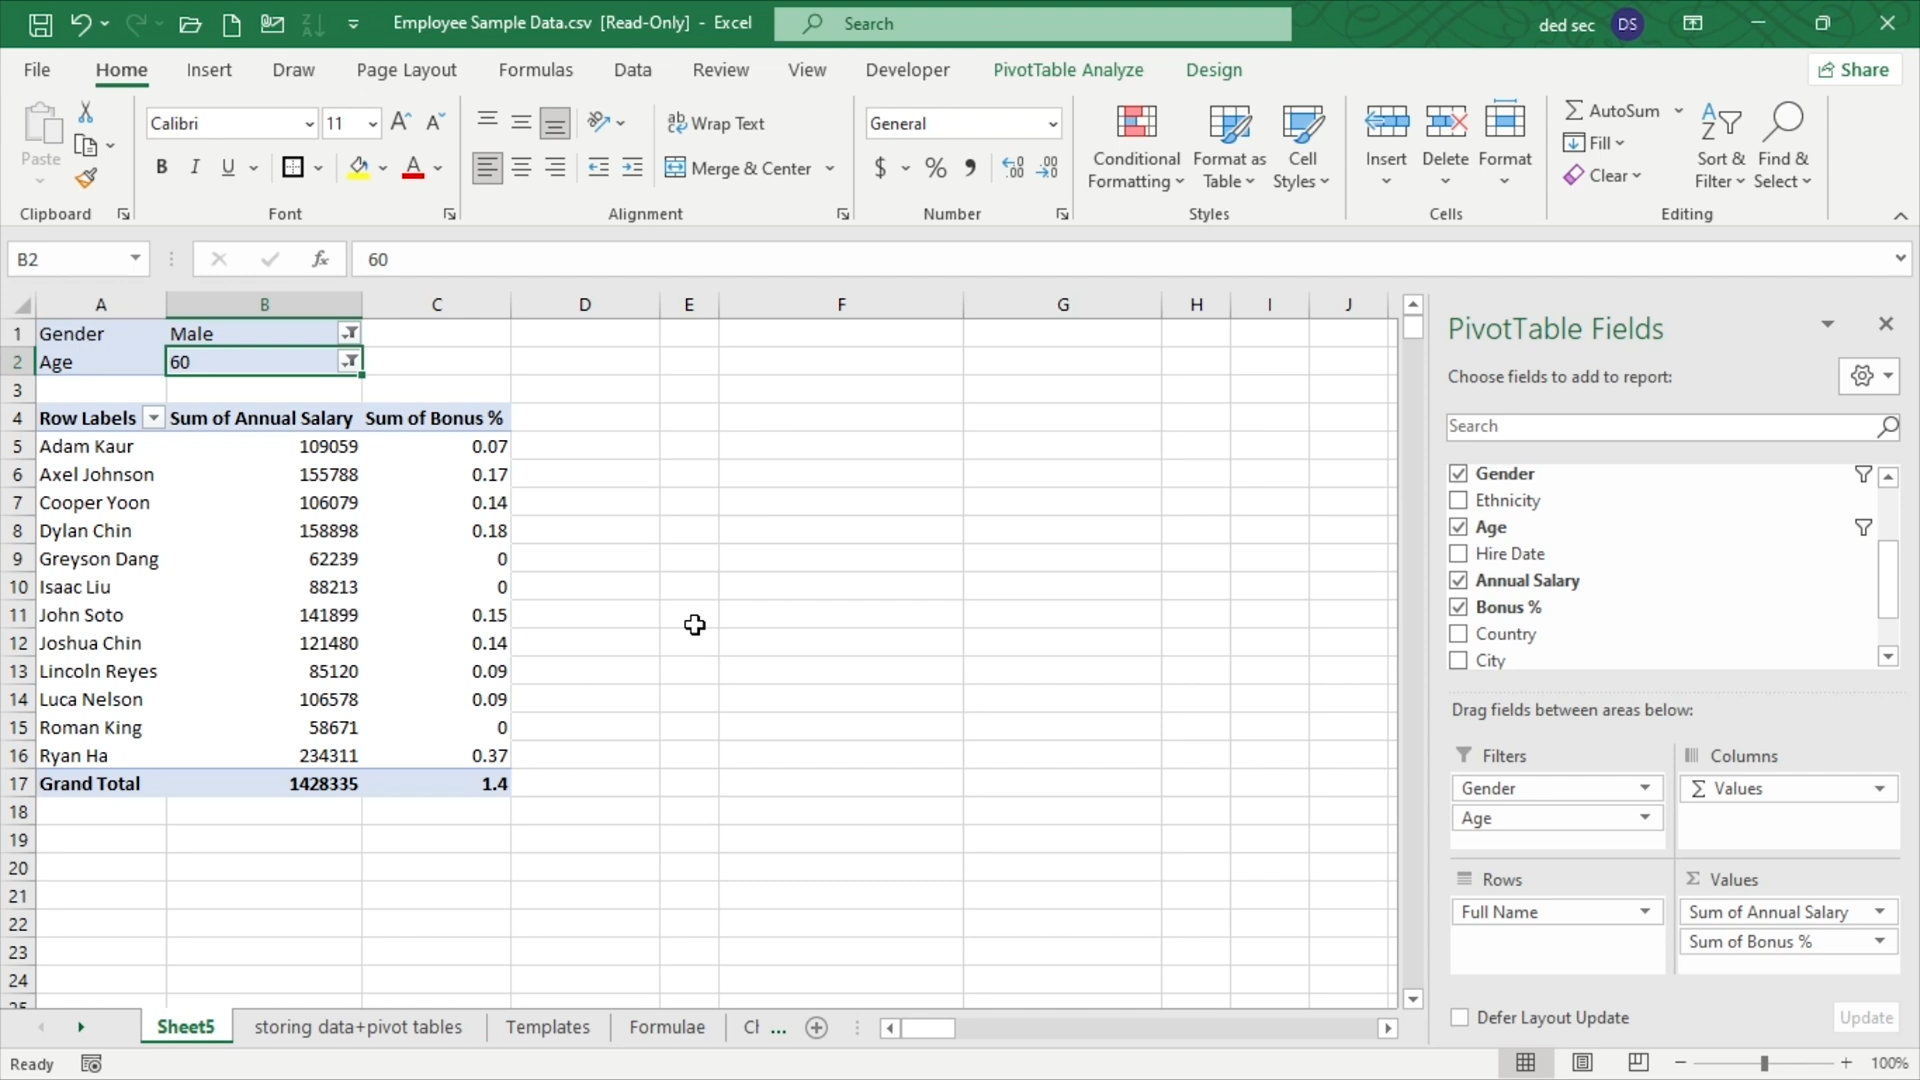 Employee Sample Data.csv [Read-Only] - Excel
Search
ded sec
DS
File
Home
Insert
Draw
Page Layout
Formulas
Data
Review
View
Developer
PivotTable Analyze
Design
Share
Paste
Clipboard
Calibri
11
B I U
Font
Wrap Text
Merge & Center
Alignment
General
$ % ,
Number
Conditional Formatting
Format as Table
Cell Styles
Styles
Insert
Delete
Format
Cells
AutoSum
Fill
Clear
Sort & Filter
Find & Select
Editing
B2
fx
60
A B C D E F G H I J
1 Gender Male
2 Age 60
3
4 Row Labels Sum of Annual Salary Sum of Bonus %
5 Adam Kaur 109059 0.07
6 Axel Johnson 155788 0.17
7 Cooper Yoon 106079 0.14
8 Dylan Chin 158898 0.18
9 Greyson Dang 62239 0
10 Isaac Liu 88213 0
11 John Soto 141899 0.15
12 Joshua Chin 121480 0.14
13 Lincoln Reyes 85120 0.09
14 Luca Nelson 106578 0.09
15 Roman King 58671 0
16 Ryan Ha 234311 0.37
17 Grand Total 1428335 1.4
18
19
20
21
22
23
24
25
PivotTable Fields
Choose fields to add to report:
Search
Gender
Ethnicity
Age
Hire Date
Annual Salary
Bonus %
Country
City
Drag fields between areas below:
Filters
Gender
Age
Columns
Σ Values
Rows
Full Name
Σ Values
Sum of Annual Salary
Sum of Bonus %
Defer Layout Update
Update
Sheet5
storing data+pivot tables
Templates
Formulae
Ch ...
Ready
100%